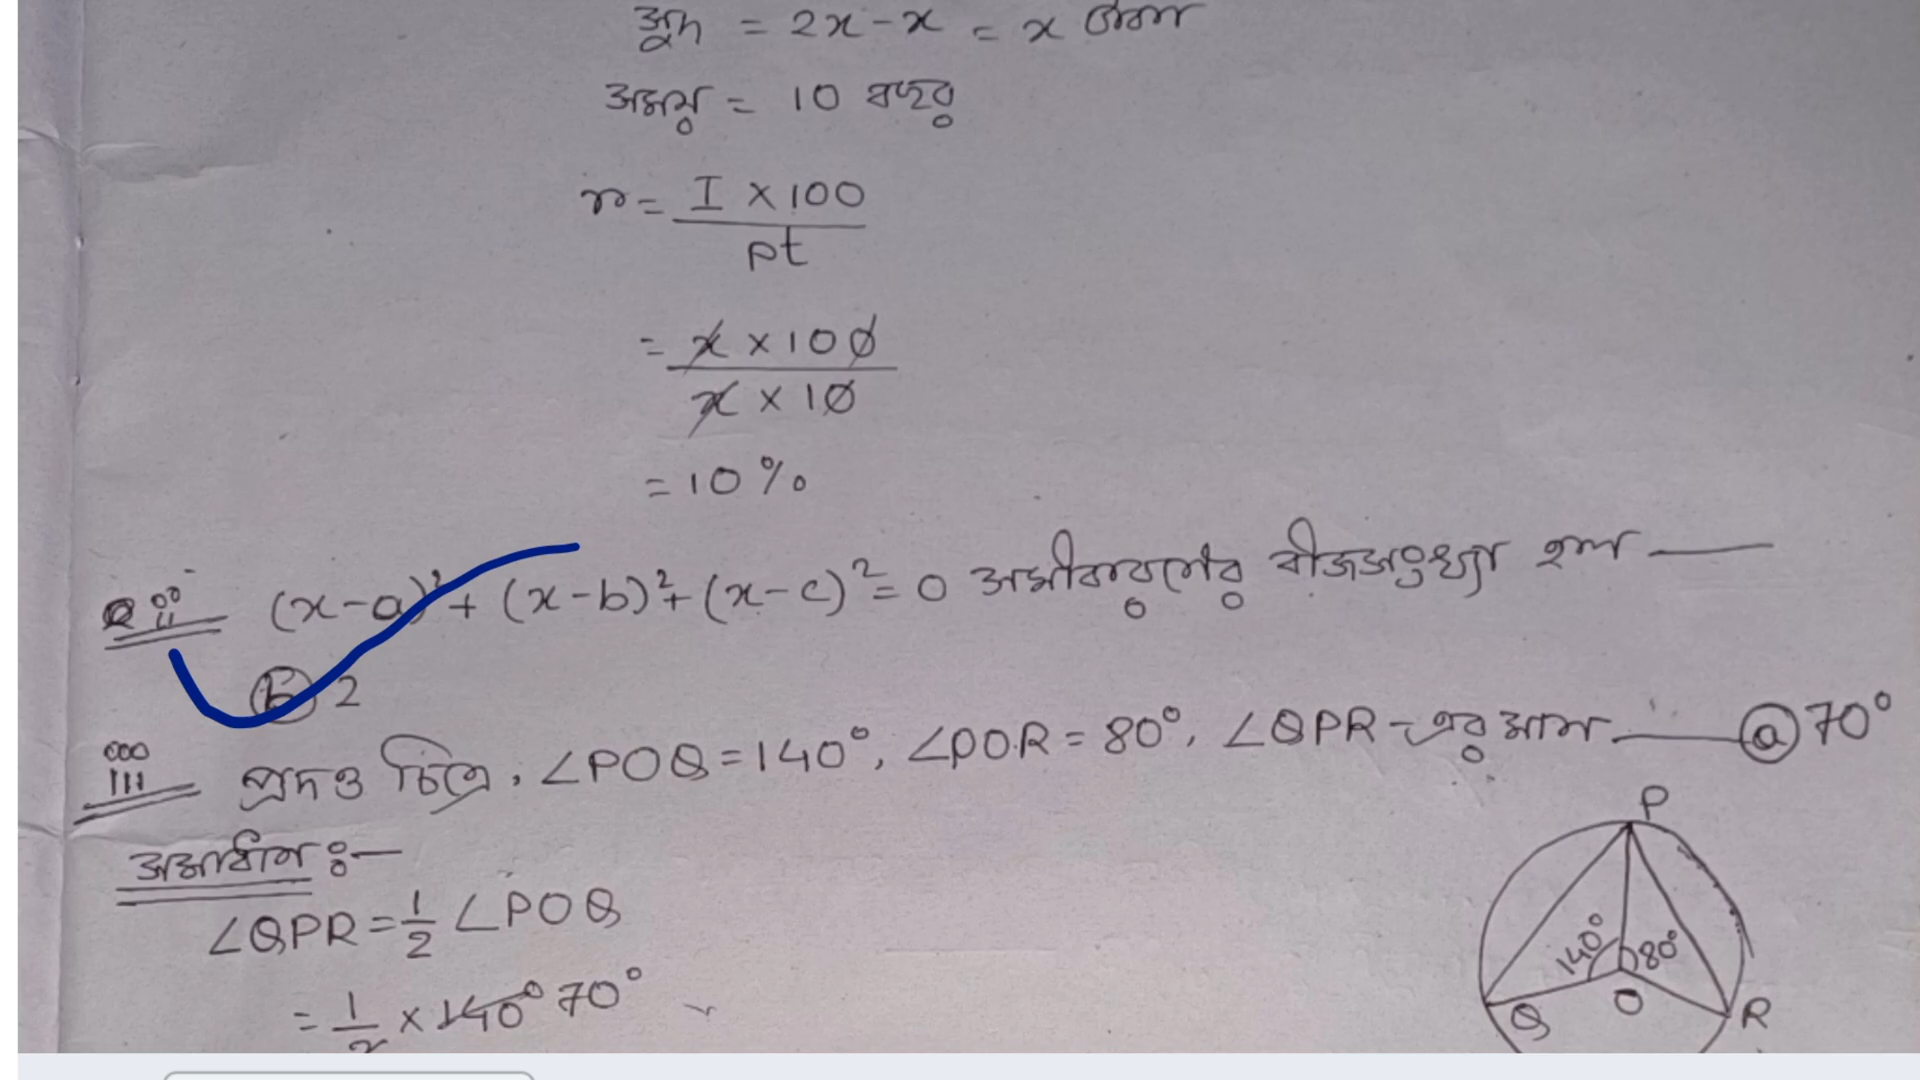 সুদ = 2x - x = x টাকা
সময় = 10 বছর
r = I × 100 / pt
= x × 100 / x × 10
= 10%
ii (x-a)² + (x-b)² + (x-c)² = 0 সমীকরণের বীজসংখ্যা হল —
(b) 2
iii প্রদত্ত চিত্রে, ∠POQ = 140°, ∠POR = 80°, ∠QPR-এর মান — (a) 70°
সমাধান :—
∠QPR = 1/2 ∠POQ
= 1/2 × 140° 70°
P
140° 80°
Q O R